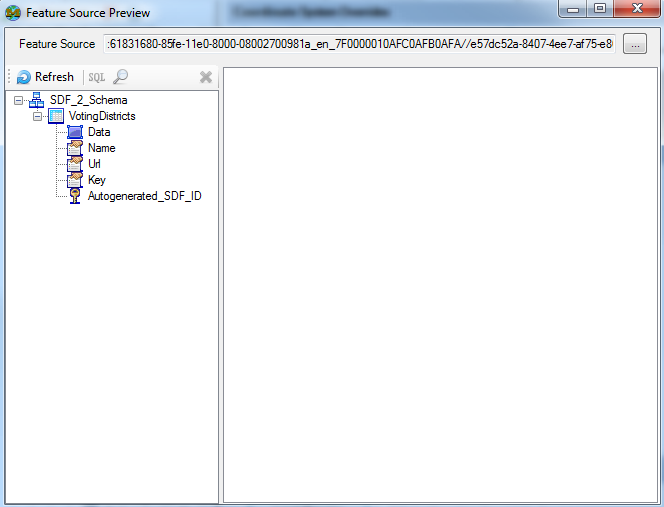 Feature Source Preview
Feature Source :61831680-85fe-11e0-8000-08002700981a_en_7F0000010AFC0AFB0AFA//e57dc52a-8407-4ee7-af75-e8 ...
Refresh SQL
SDF_2_Schema
VotingDistricts
Data
Name
Url
Key
Autogenerated_SDF_ID